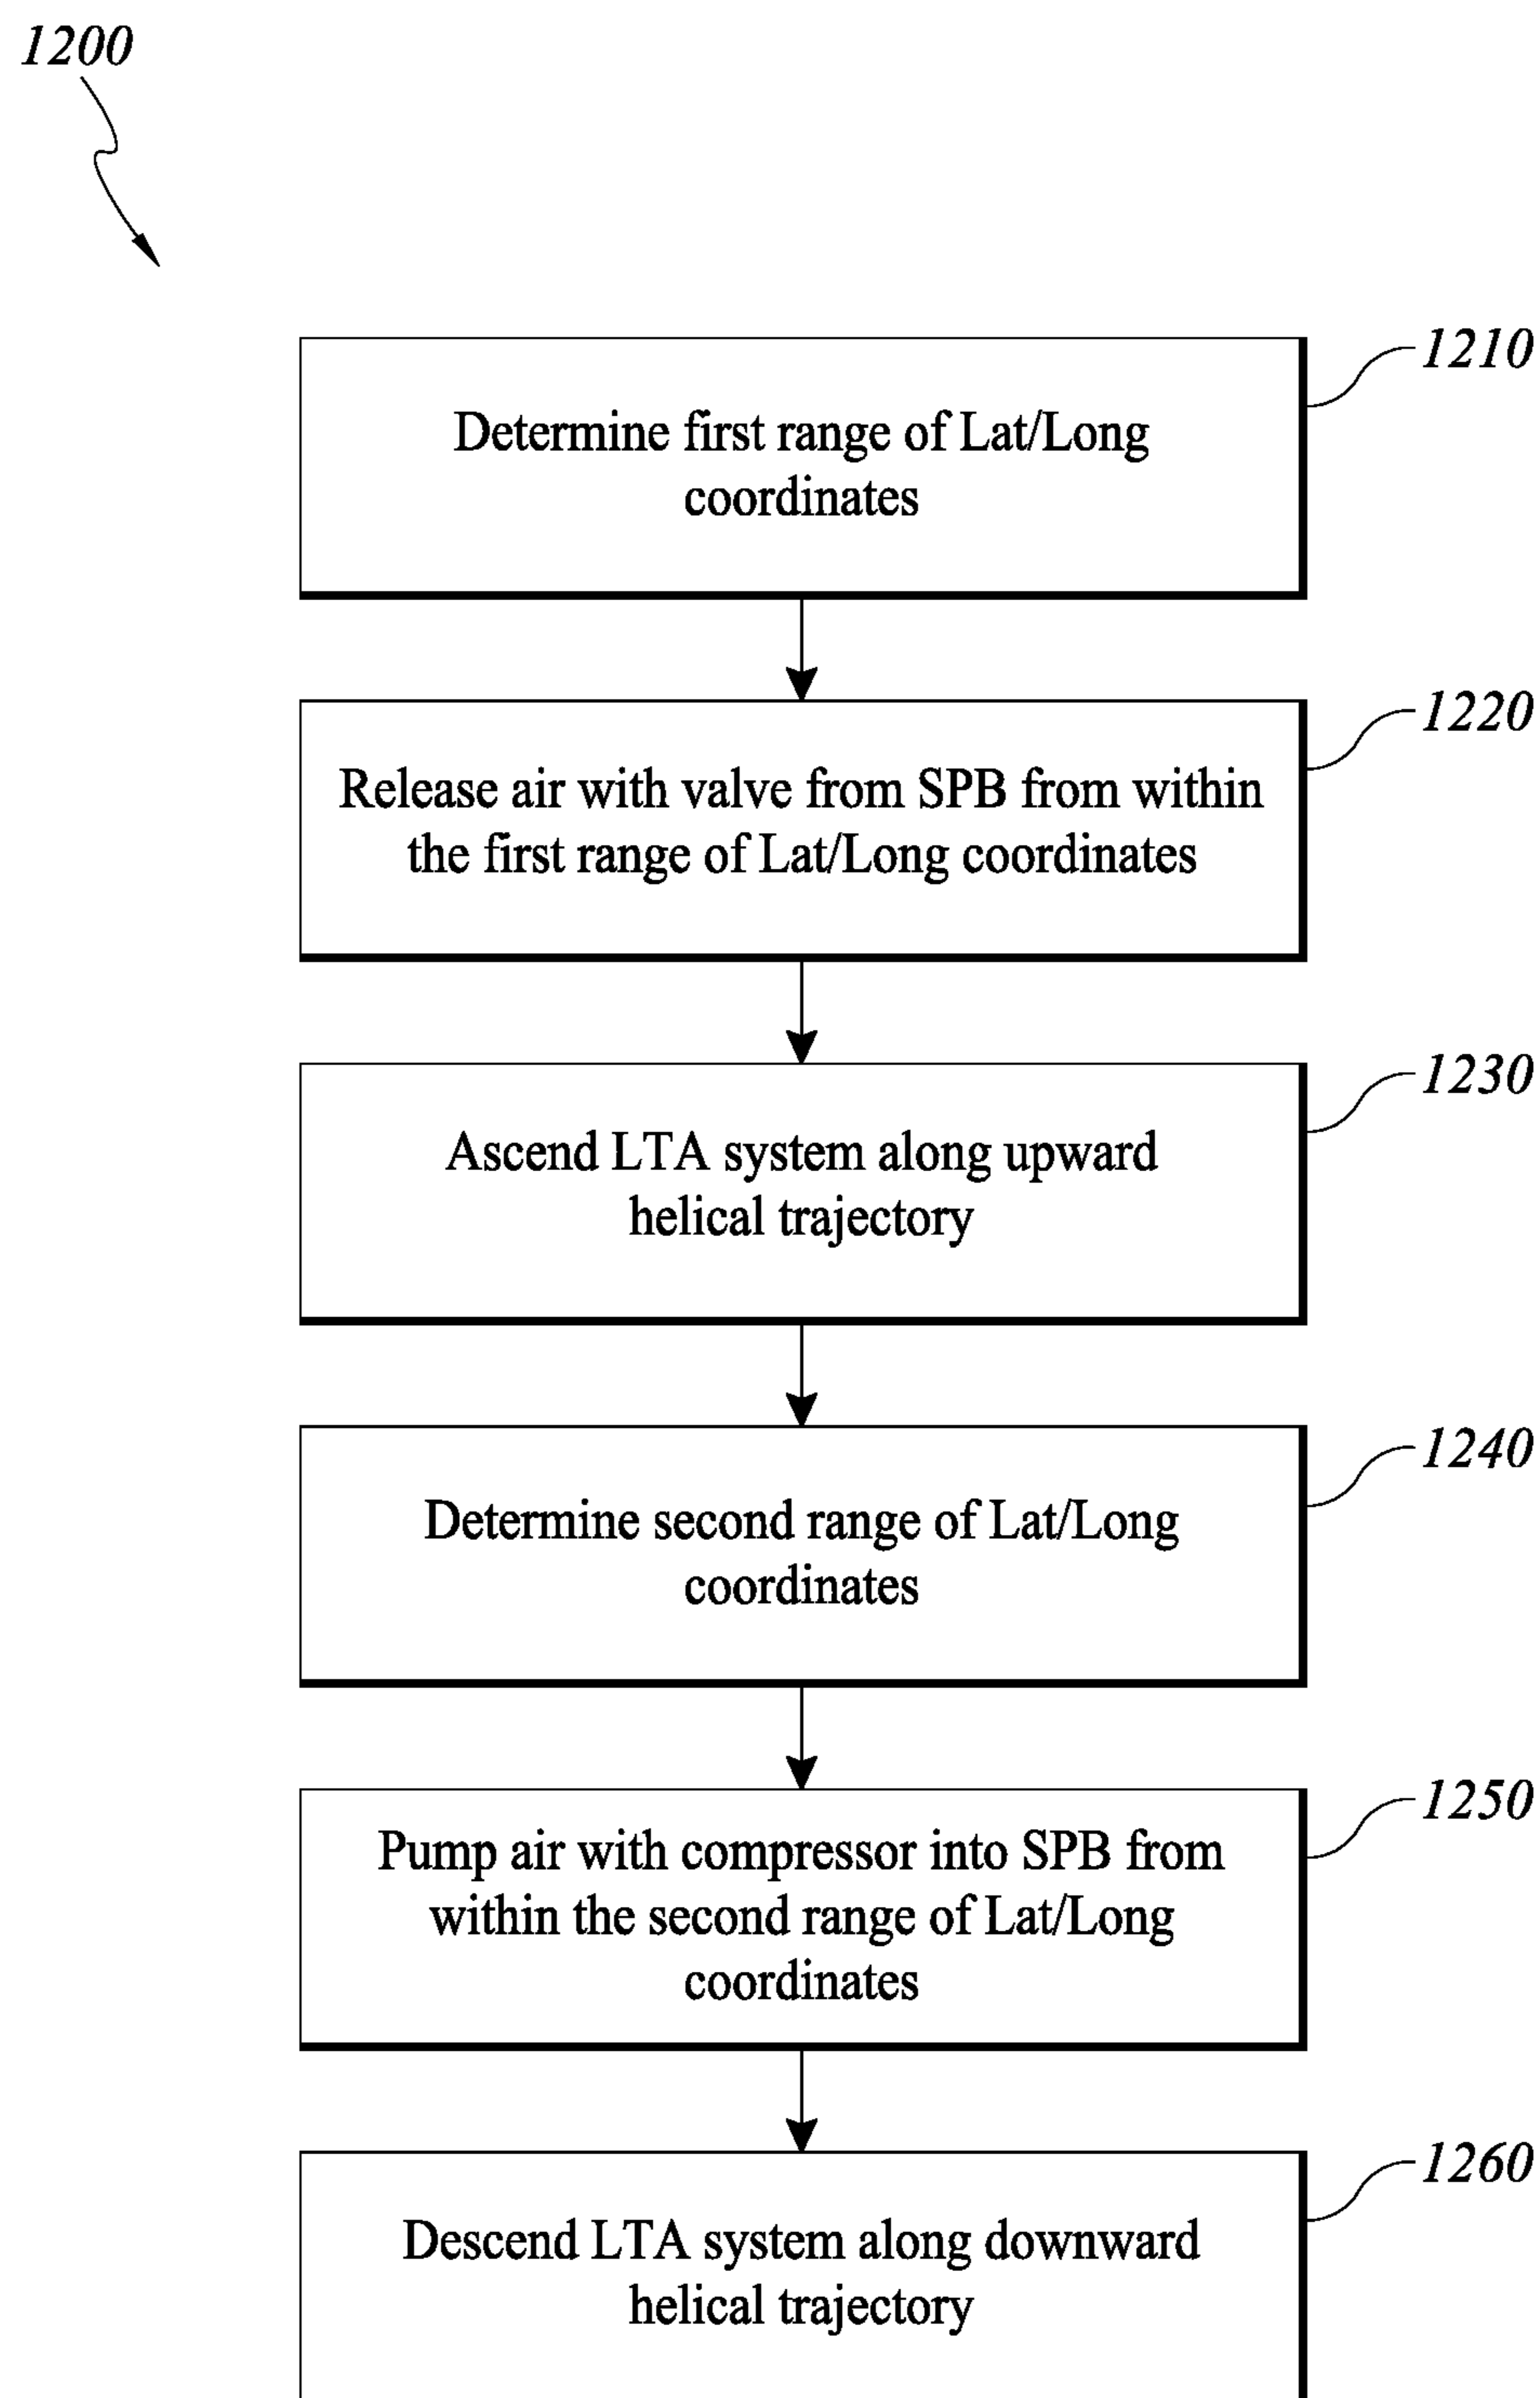 1200
1210
Determine first range of Lat/Long
coordinates
1220
Release air with valve from SPB from within
the first range of Lat/Long coordinates
1230
Ascend LTA system along upward
helical trajectory
1240
Determine second range of Lat/Long
coordinates
1250
Pump air with compressor into SPB from
within the second range of Lat/Long
coordinates
1260
Descend LTA system along downward
helical trajectory